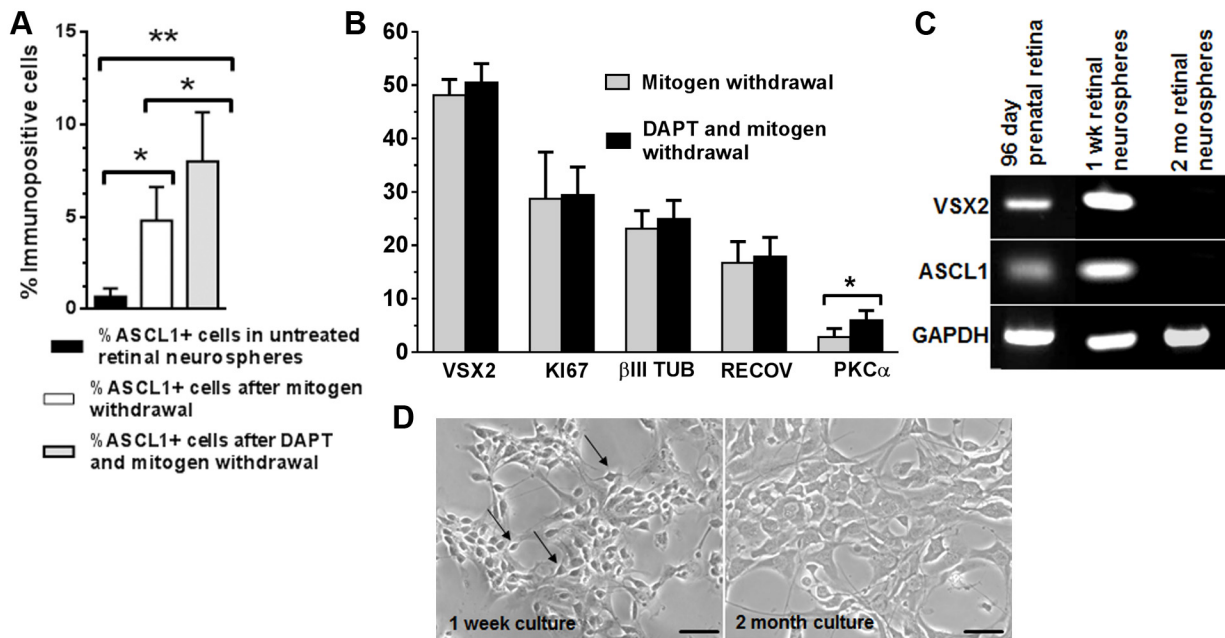 A
% Immunopositive cells
15
10
5
0
**
*
*
% ASCL1+ cells in untreated
retinal neurospheres
% ASCL1+ cells after mitogen
withdrawal
% ASCL1+ cells after DAPT
and mitogen withdrawal
B
60
50
40
30
20
10
0
Mitogen withdrawal
DAPT and mitogen
withdrawal
*
VSX2 KI67 βIII TUB RECOV PKCα
C
96 day
prenatal retina
1 wk retinal
neurospheres
2 mo retinal
neurospheres
VSX2
ASCL1
GAPDH
D
1 week culture
2 month culture